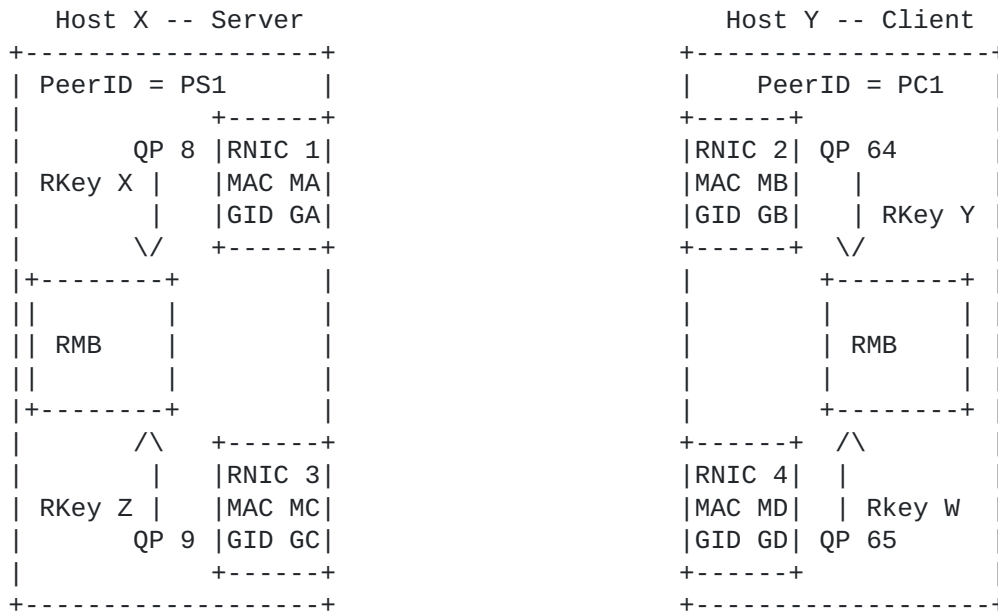 Host X -- Server Host Y -- Client
PeerID = PS1 PeerID = PC1
QP 8 RNIC 1 RNIC 2 QP 64
RKey X MAC MA MAC MB
GID GA GID GB RKey Y
RMB RMB
RNIC 3 RNIC 4
RKey Z MAC MC MAC MD Rkey W
QP 9 GID GC GID GD QP 65